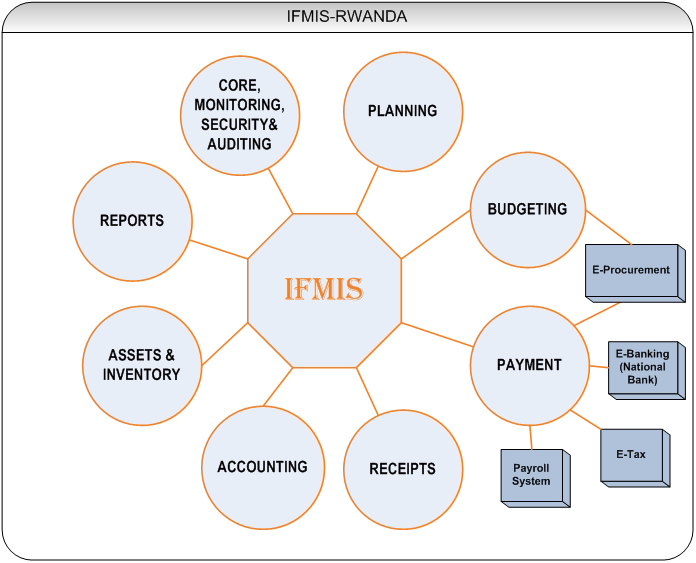 IFMIS-RWANDA
CORE,
MONITORING,
SECURITY&
AUDITING
PLANNING
REPORTS
BUDGETING
E-Procurement
IFMIS
ASSETS &
INVENTORY
PAYMENT
E-Banking
(National
Bank)
ACCOUNTING
RECEIPTS
Payroll
System
E-Tax